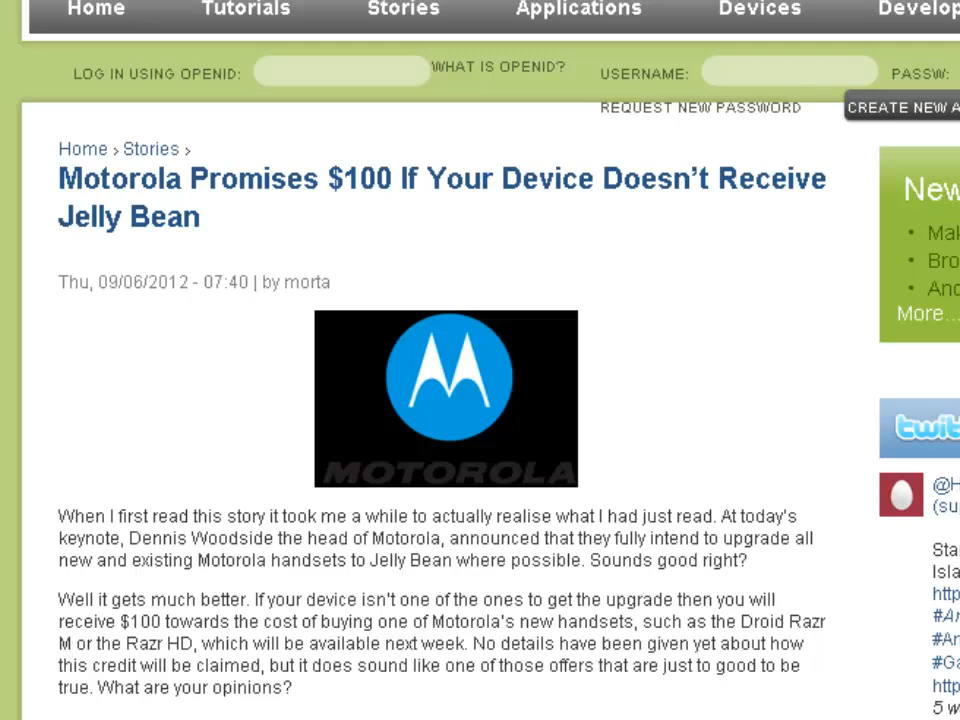 Home Tutorials Stories Applications Devices
LOG IN USING OPENID: WHAT IS OPENID? USERNAME: PASSW:
REQUEST NEW PASSWORD CREATE NEW A
Home › Stories ›
Motorola Promises $100 If Your Device Doesn’t Receive
Jelly Bean
Thu, 09/06/2012 - 07:40 | by morta
MOTOROLA
When I first read this story it took me a while to actually realise what I had just read. At today's
keynote, Dennis Woodside the head of Motorola, announced that they fully intend to upgrade all
new and existing Motorola handsets to Jelly Bean where possible. Sounds good right?
Well it gets much better. If your device isn't one of the ones to get the upgrade then you will
receive $100 towards the cost of buying one of Motorola's new handsets, such as the Droid Razr
M or the Razr HD, which will be available next week. No details have been given yet about how
this credit will be claimed, but it does sound like one of those offers that are just to good to be
true. What are your opinions?
New
More...
@H
http
http